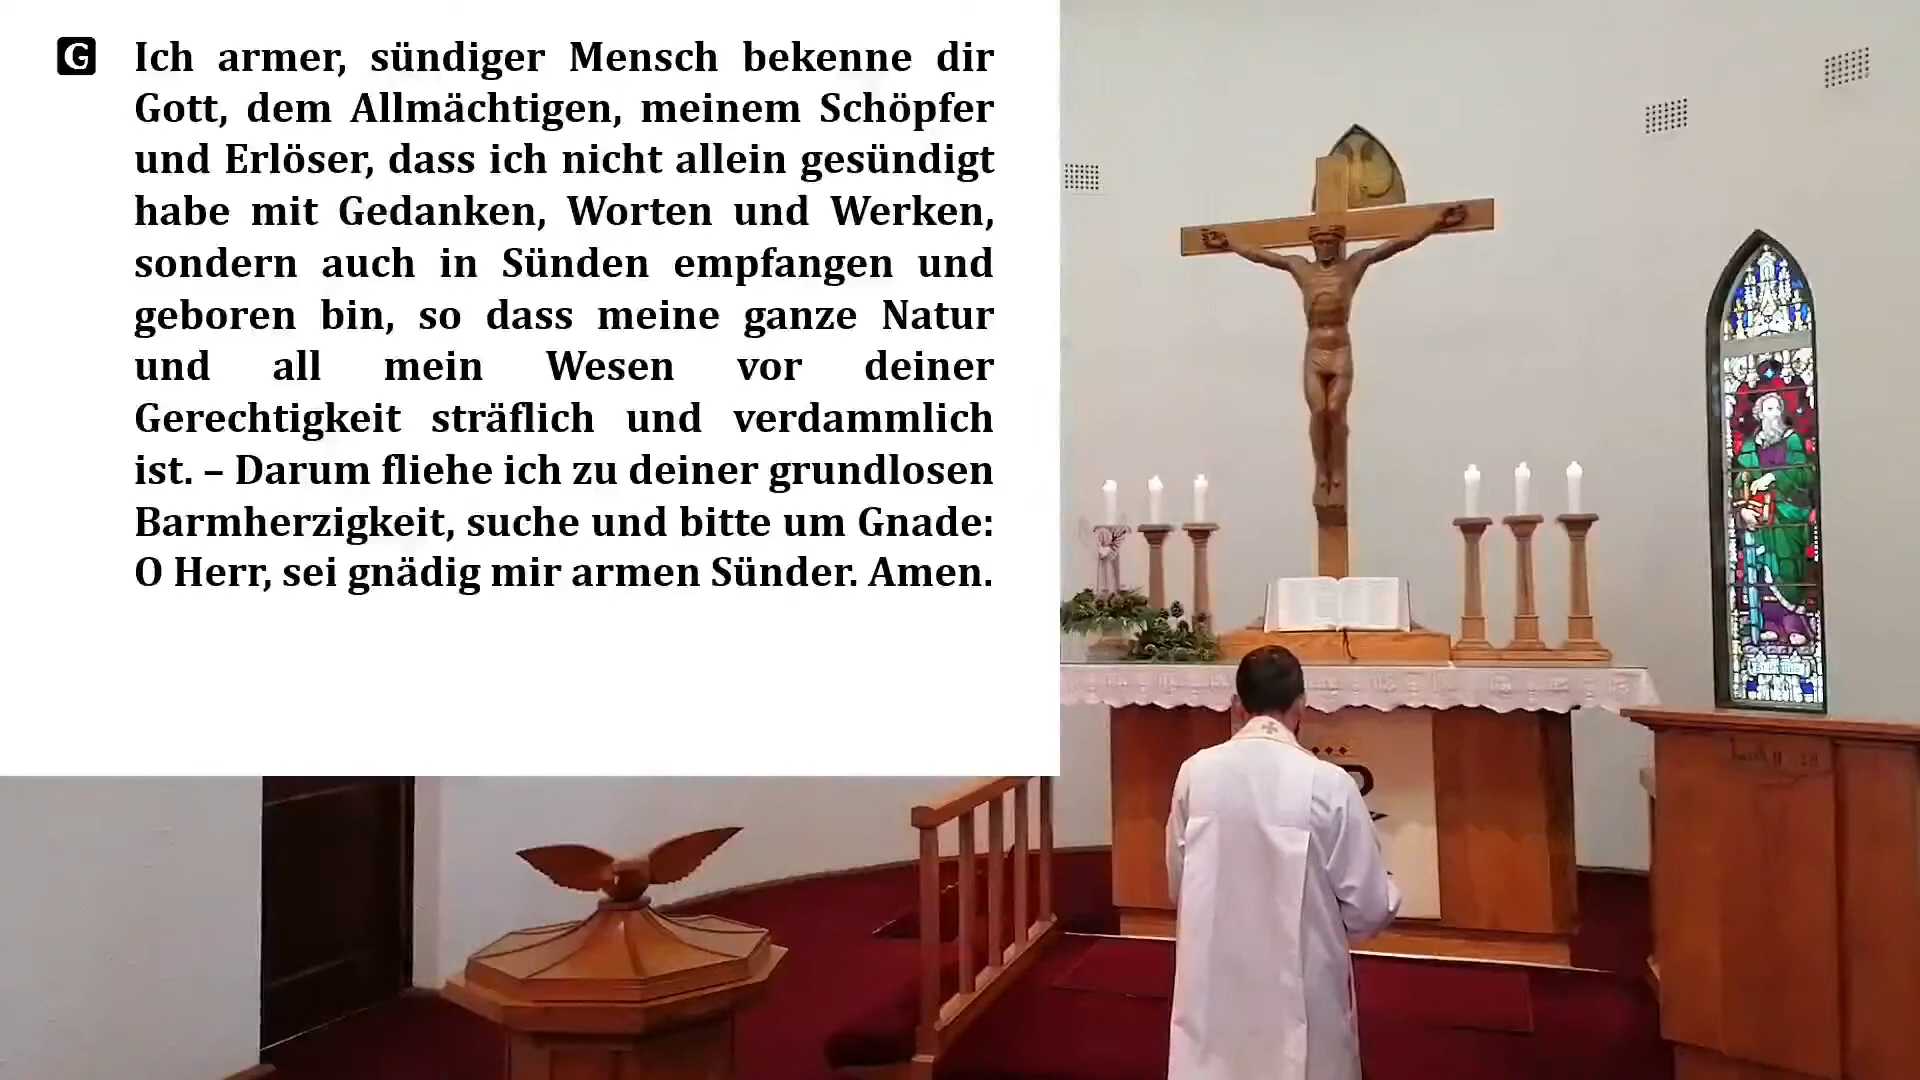 G
Ich armer, sündiger Mensch bekenne dir
Gott, dem Allmächtigen, meinem Schöpfer
und Erlöser, dass ich nicht allein gesündigt
habe mit Gedanken, Worten und Werken,
sondern auch in Sünden empfangen und
geboren bin, so dass meine ganze Natur
und all mein Wesen vor deiner
Gerechtigkeit sträflich und verdammlich
ist. – Darum fliehe ich zu deiner grundlosen
Barmherzigkeit, suche und bitte um Gnade:
O Herr, sei gnädig mir armen Sünder. Amen.